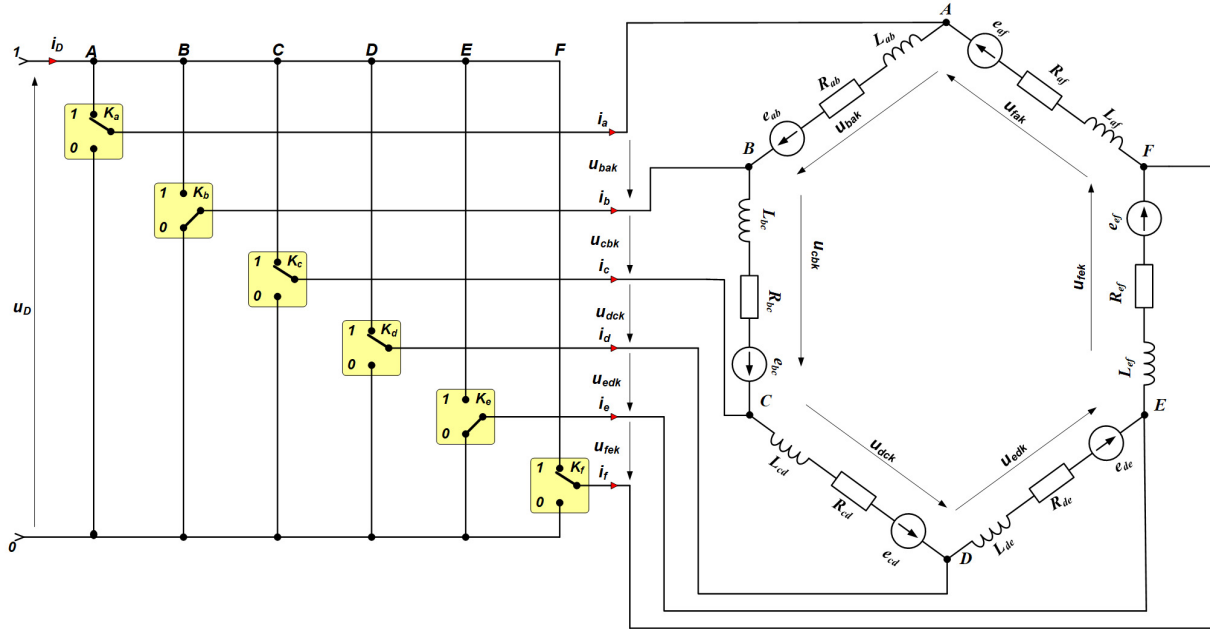 1
i_D
A
B
C
D
E
F
1
K_a
0
1
K_b
0
1
K_c
0
1
K_d
0
1
K_e
0
1
K_f
0
u_D
0
i_a
u_bak
i_b
u_cbk
i_c
u_dck
i_d
u_edk
i_e
u_fek
i_f
A
L_ab
R_ab
e_ab
u_bak
B
e_af
R_af
L_af
u_fak
F
L_bc
R_bc
e_bc
u_cbk
C
e_ef
R_ef
L_ef
u_fek
E
L_cd
R_cd
e_cd
u_dck
D
u_edk
e_de
R_de
L_de